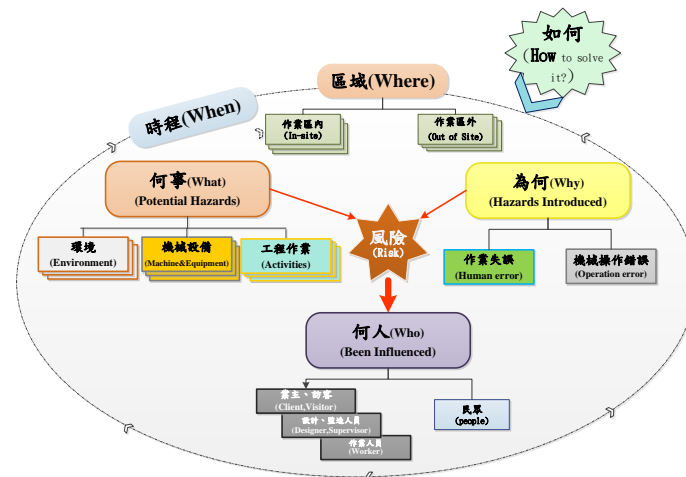 如何
(How to solve
it?)
區域(Where)
時程(When)
作業區內
(In-site)
作業區外
(Out of Site)
何事(What)
(Potential Hazards)
為何(Why)
(Hazards Introduced)
風險
(Risk)
環境
(Environment)
機械設備
(Machine&Equipment)
工程作業
(Activities)
作業失誤
(Human error)
機械操作錯誤
(Operation error)
何人(Who)
(Been Influenced)
業主、訪客
(Client,Visitor)
設計、監造人員
(Designer,Supervisor)
作業人員
(Worker)
民眾
(people)